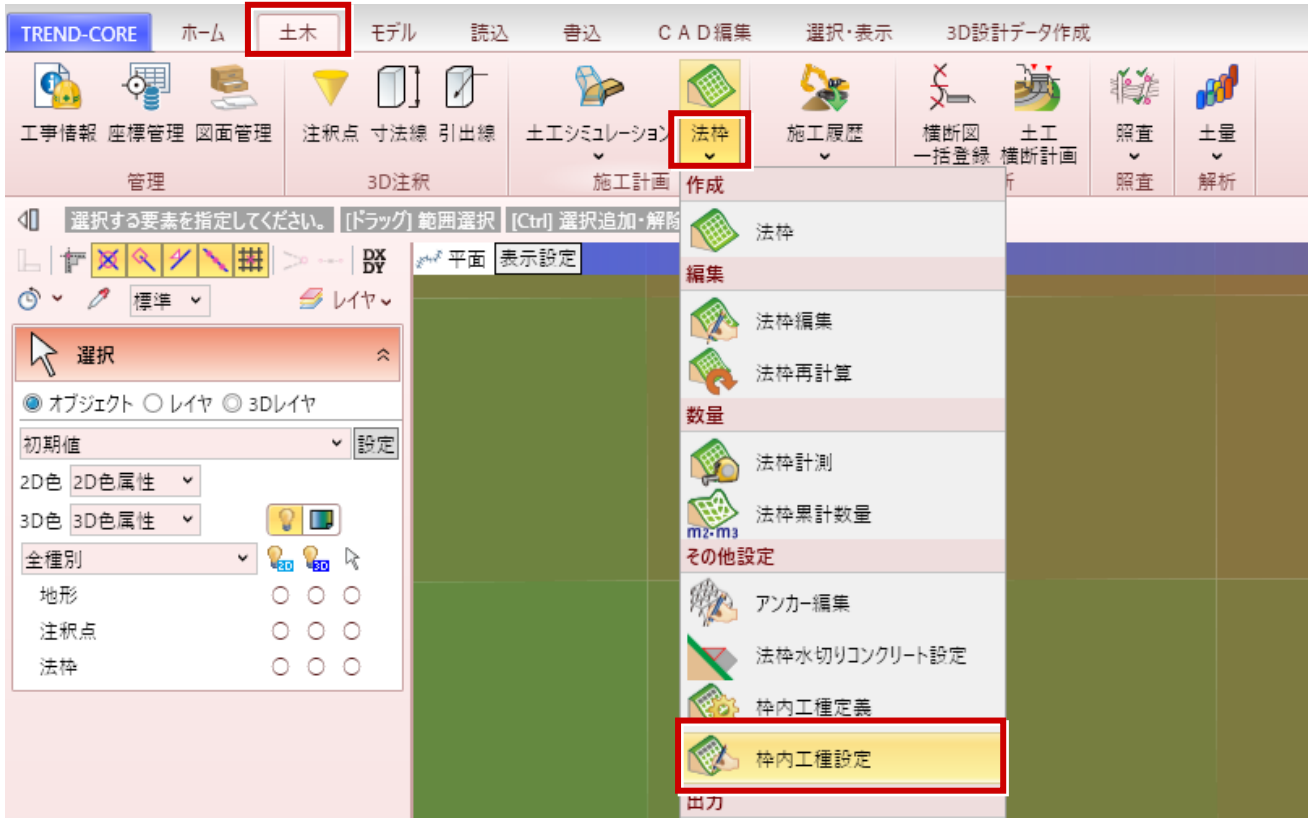 TREND-CORE ホーム 土木 モデル 読込 書込 ＣＡＤ編集 選択・表示 3D設計データ作成
工事情報 座標管理 図面管理 注釈点 寸法線 引出線 土工シミュレーション 法枠 施工履歴 横断図 土工 照査 土量
一括登録 横断計画
管理 3D注釈 施工計画 析 照査 解析
選択する要素を指定してください。 [ドラッグ] 範囲選択 [Ctrl] 選択追加・解除
DX
DY
平面 表示設定
標準 レイヤ
選択
オブジェクト レイヤ 3Dレイヤ
初期値 設定
2D色 2D色属性
3D色 3D色属性
全種別 2D 3D
地形
注釈点
法枠
作成
法枠
編集
法枠編集
法枠再計算
数量
法枠計測
法枠累計数量
m2・m3
その他設定
アンカー編集
法枠水切りコンクリート設定
枠内工種定義
枠内工種設定
出力